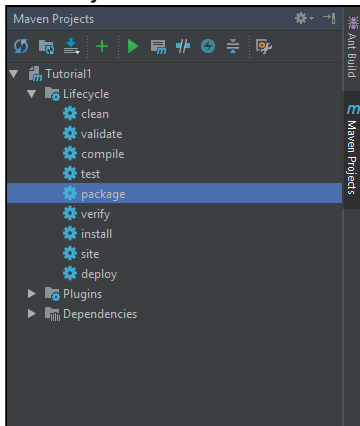 Maven Projects
Tutorial1
Lifecycle
clean
validate
compile
test
package
verify
install
site
deploy
Plugins
Dependencies
Ant Build
m Maven Projects